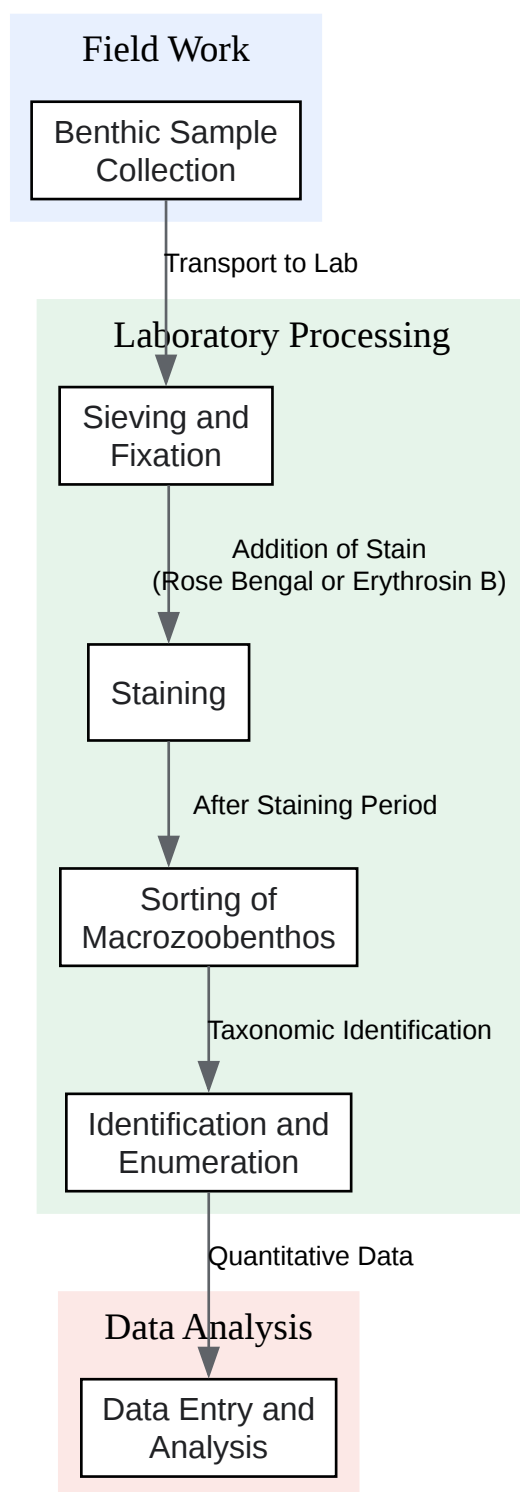 Field Work
Benthic Sample
Collection
Transport to Lab
Laboratory Processing
Sieving and
Fixation
Addition of Stain
(Rose Bengal or Erythrosin B)
Staining
After Staining Period
Sorting of
Macrozoobenthos
Taxonomic Identification
Identification and
Enumeration
Quantitative Data
Data Analysis
Data Entry and
Analysis